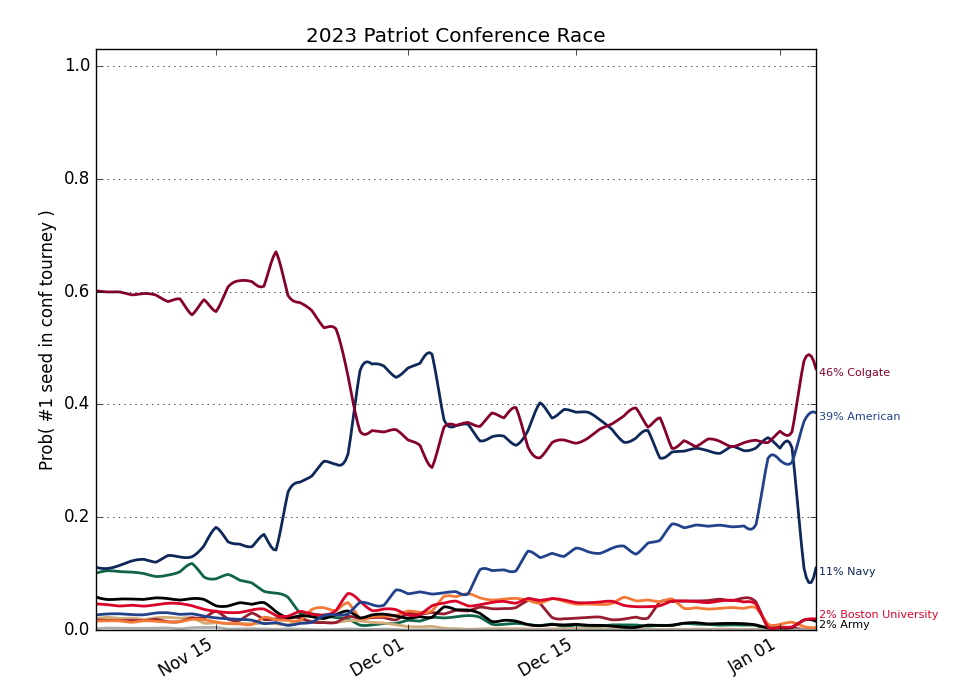 2023 Patriot Conference Race
Prob( #1 seed in conf tourney )
1.0
0.8
0.6
0.4
0.2
0.0
46% Colgate
39% American
11% Navy
2% Boston University
2% Army
Nov 15
Dec 01
Dec 15
Jan 01